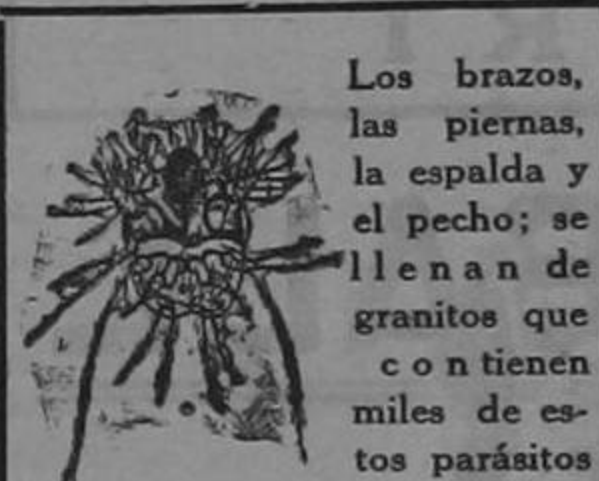 Los brazos,
las piernas,
la espalda y
el pecho; se
llenan de
granitos que
contienen
miles de es-
tos parásitos